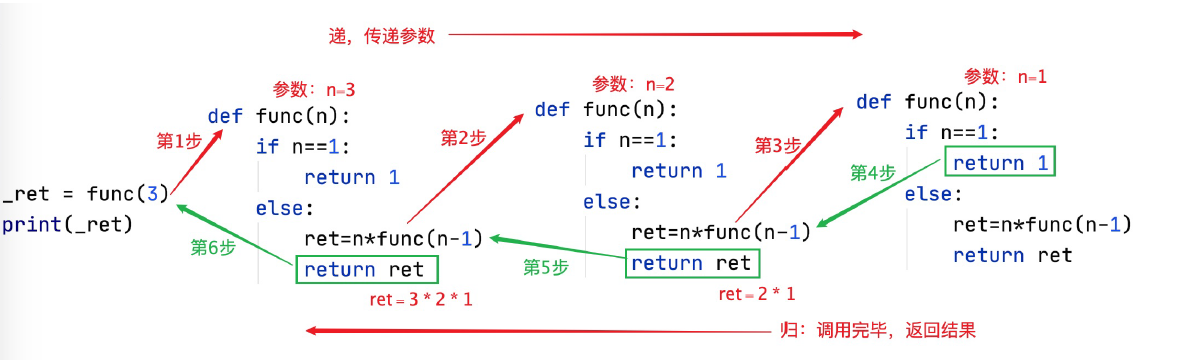 递，传递参数
_ret = func(3)
print(_ret)
第1步
参数：n=3
def func(n):
if n==1:
return 1
else:
ret=n*func(n-1)
return ret
ret = 3 * 2 * 1
第6步
第2步
参数：n=2
def func(n):
if n==1:
return 1
else:
ret=n*func(n-1)
return ret
ret = 2 * 1
第5步
第3步
参数：n=1
def func(n):
if n==1:
return 1
else:
ret=n*func(n-1)
return ret
第4步
归：调用完毕，返回结果